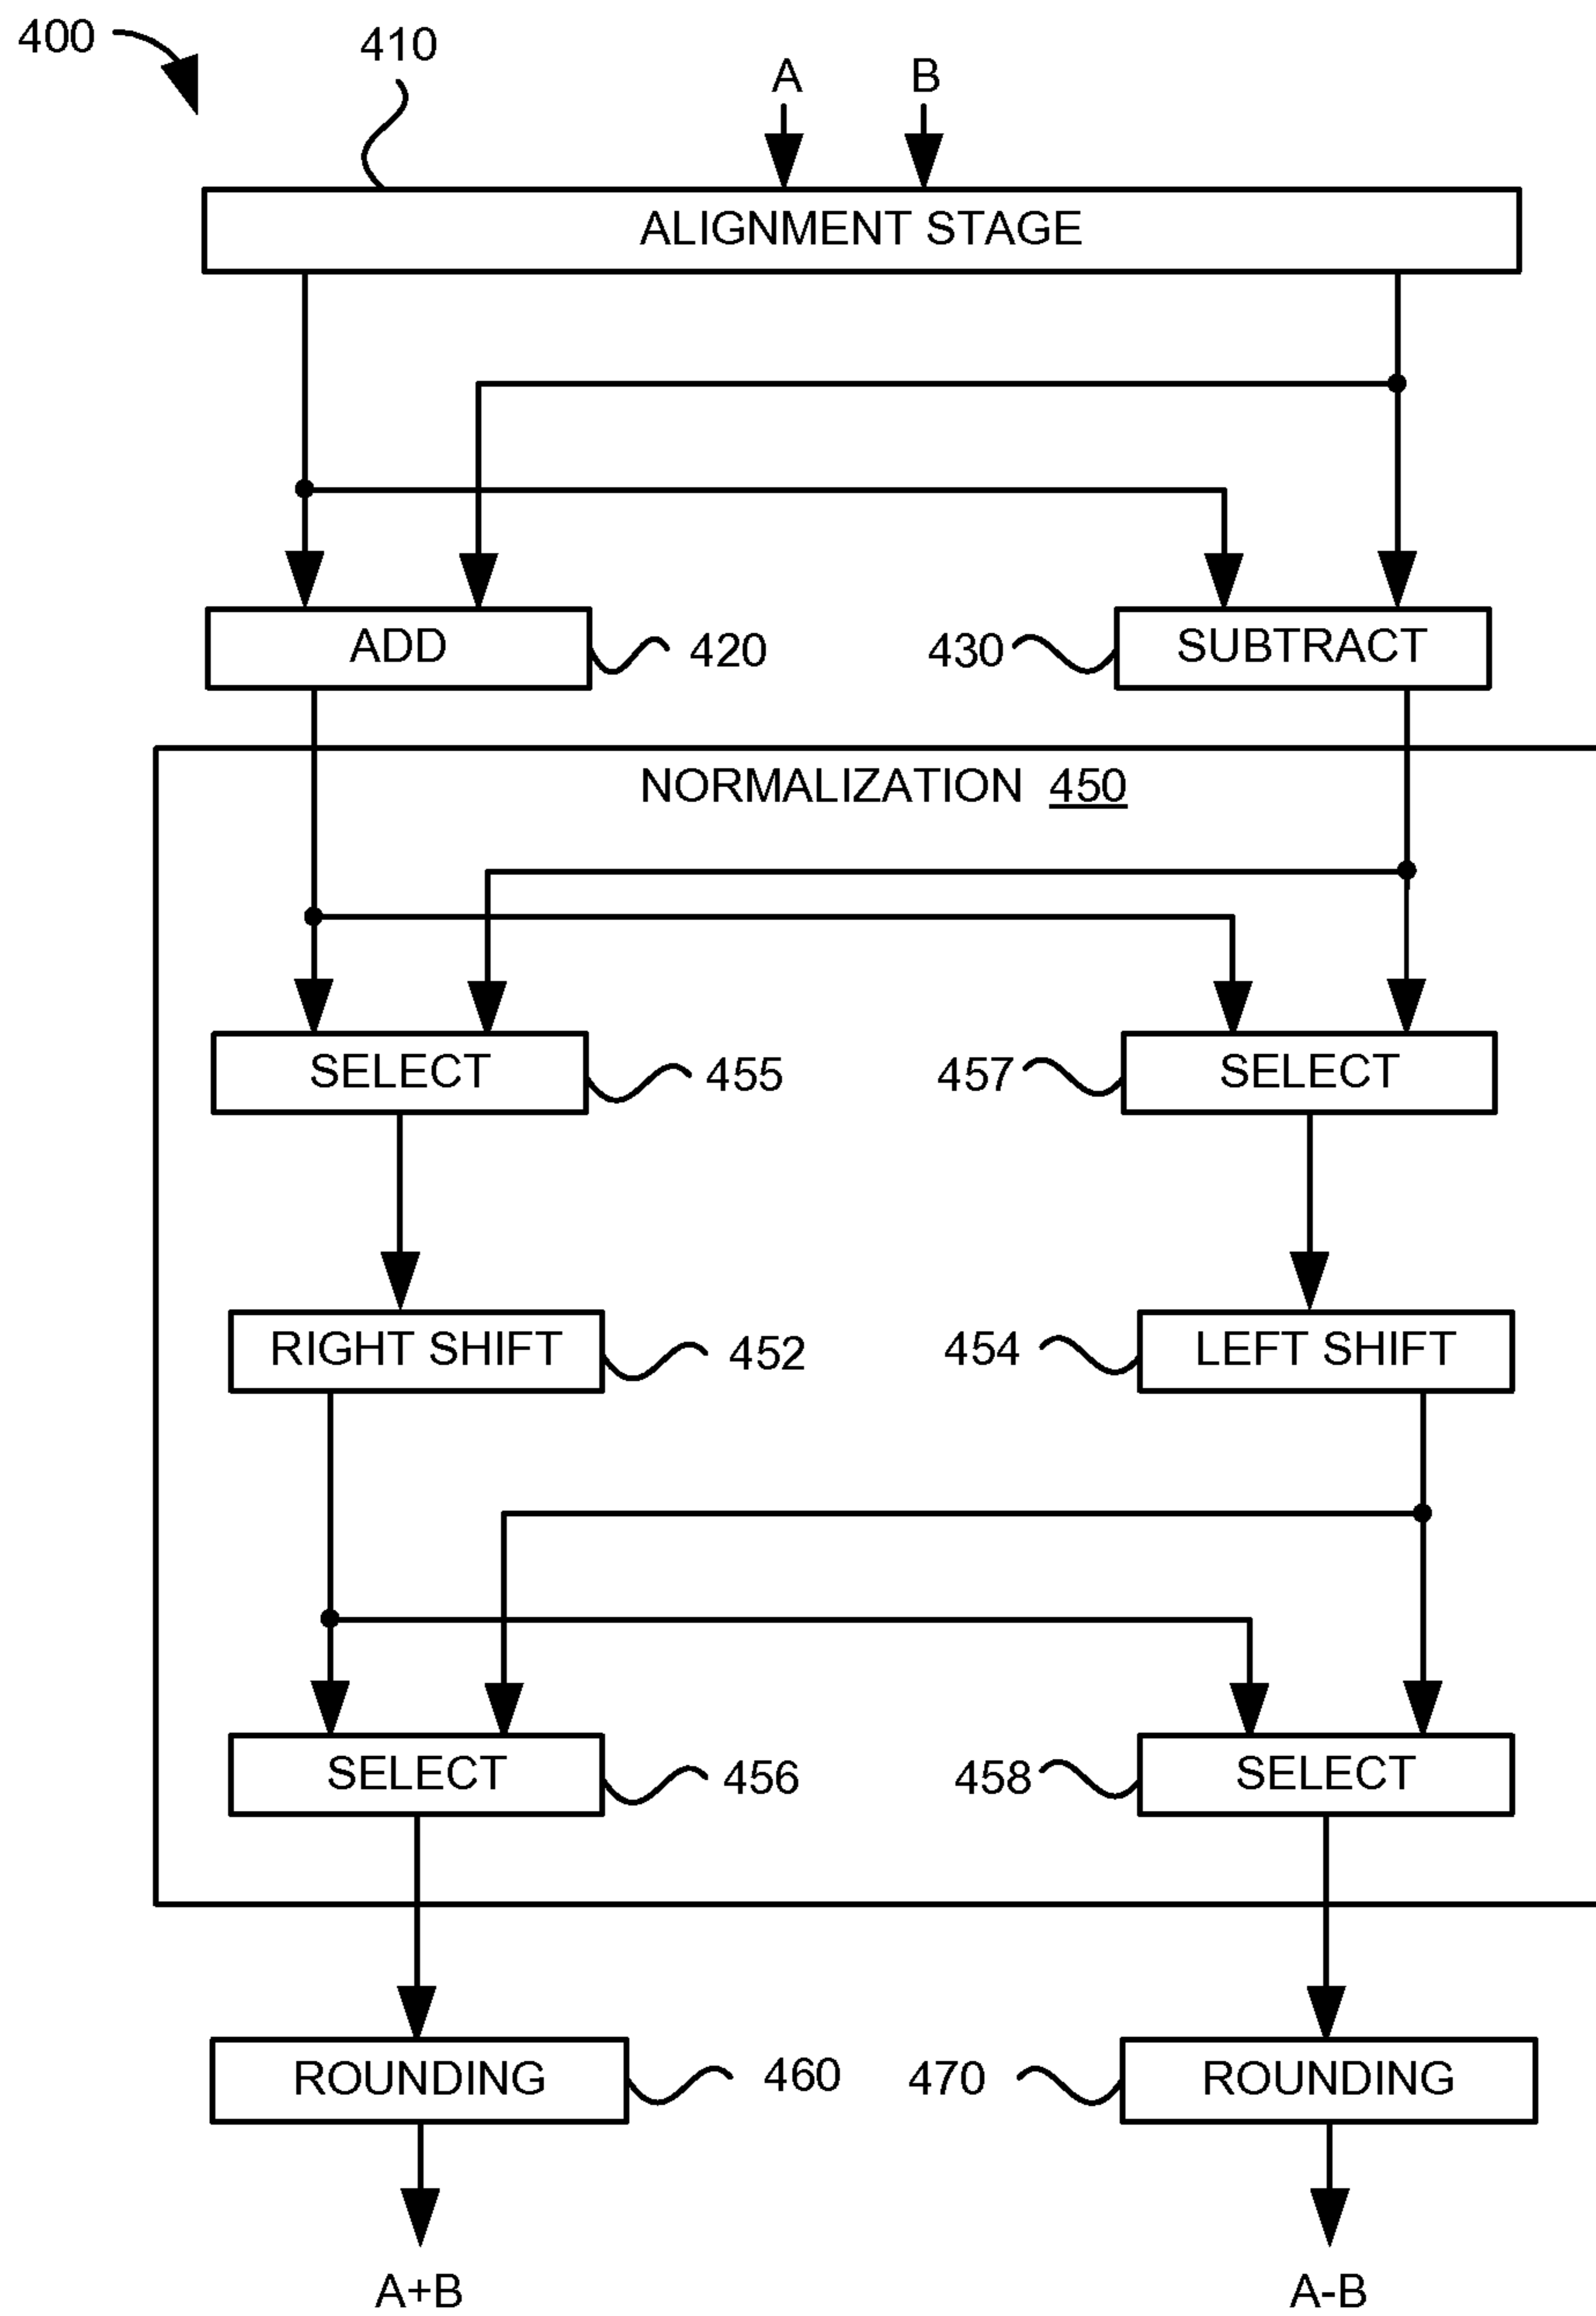 400
410
A B
ALIGNMENT STAGE
ADD 420 430 SUBTRACT
NORMALIZATION 450
SELECT 455 457 SELECT
RIGHT SHIFT 452 454 LEFT SHIFT
SELECT 456 458 SELECT
ROUNDING 460 470 ROUNDING
A+B A-B